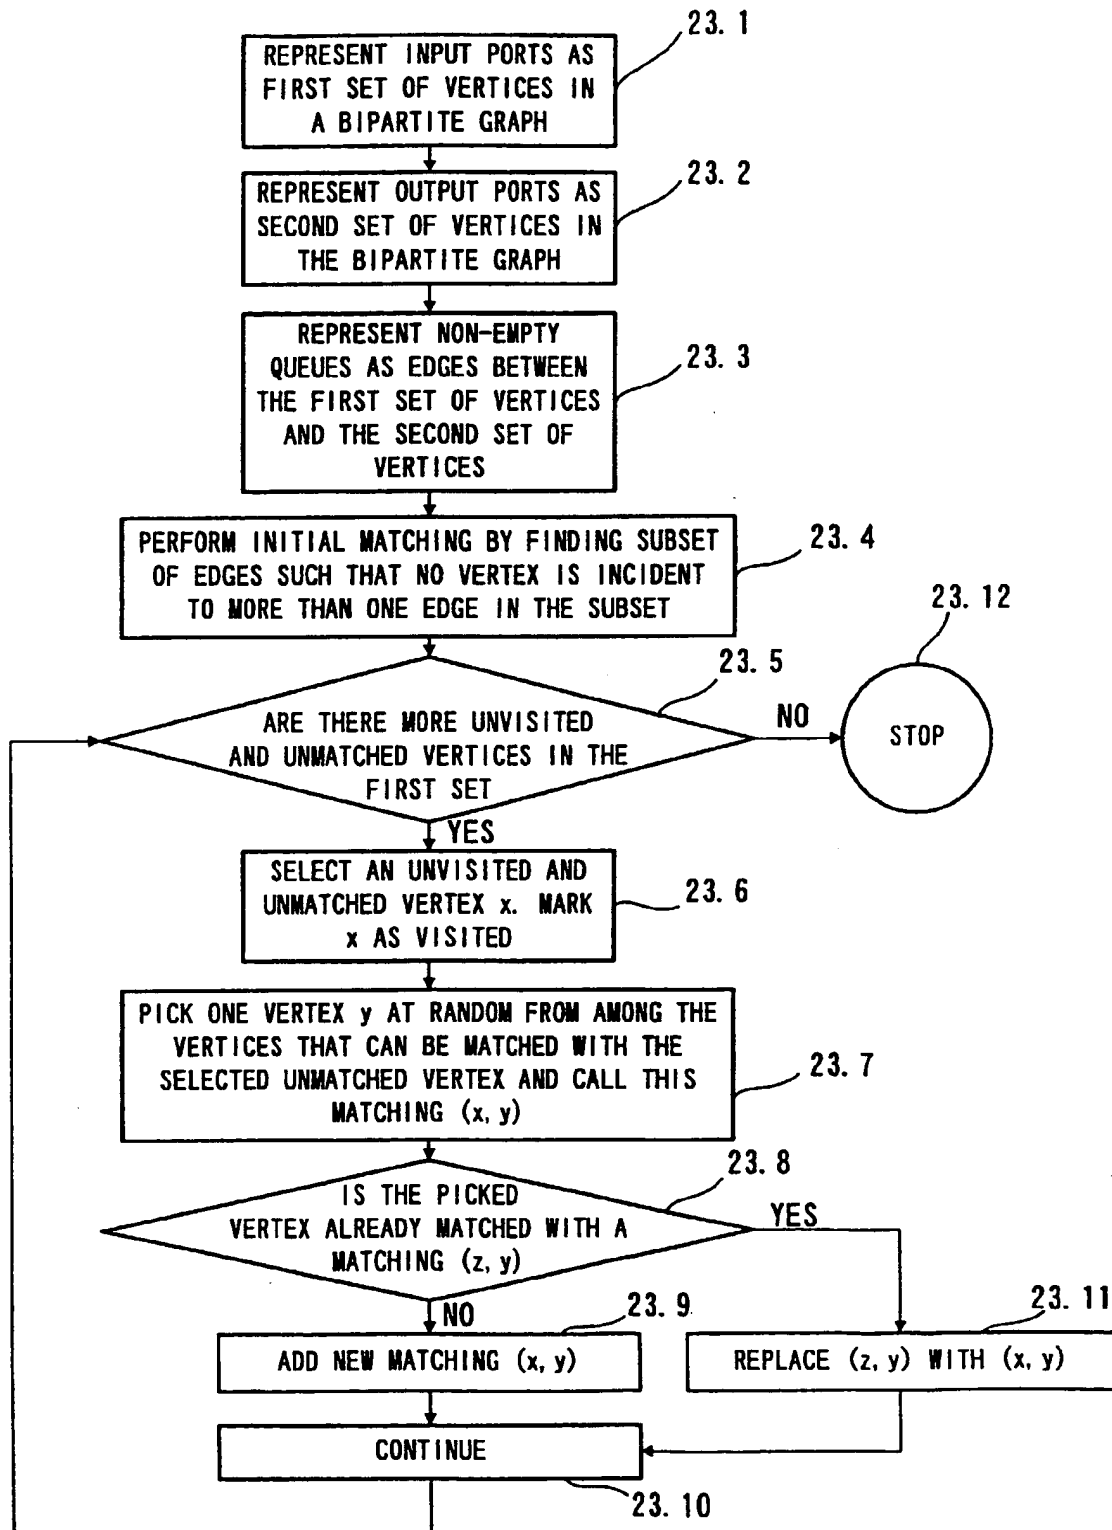 23. 1
REPRESENT INPUT PORTS AS
FIRST SET OF VERTICES IN
A BIPARTITE GRAPH
23. 2
REPRESENT OUTPUT PORTS AS
SECOND SET OF VERTICES IN
THE BIPARTITE GRAPH
REPRESENT NON-EMPTY
QUEUES AS EDGES BETWEEN
THE FIRST SET OF VERTICES
AND THE SECOND SET OF
VERTICES
23. 3
PERFORM INITIAL MATCHING BY FINDING SUBSET
OF EDGES SUCH THAT NO VERTEX IS INCIDENT
TO MORE THAN ONE EDGE IN THE SUBSET
23. 4
23. 12
STOP
23. 5
ARE THERE MORE UNVISITED
AND UNMATCHED VERTICES IN THE
FIRST SET
NO
YES
SELECT AN UNVISITED AND
UNMATCHED VERTEX x. MARK
x AS VISITED
23. 6
PICK ONE VERTEX y AT RANDOM FROM AMONG THE
VERTICES THAT CAN BE MATCHED WITH THE
SELECTED UNMATCHED VERTEX AND CALL THIS
MATCHING (x, y)
23. 7
23. 8
IS THE PICKED
VERTEX ALREADY MATCHED WITH A
MATCHING (z, y)
YES
NO
23. 9
ADD NEW MATCHING (x, y)
23. 11
REPLACE (z, y) WITH (x, y)
CONTINUE
23. 10